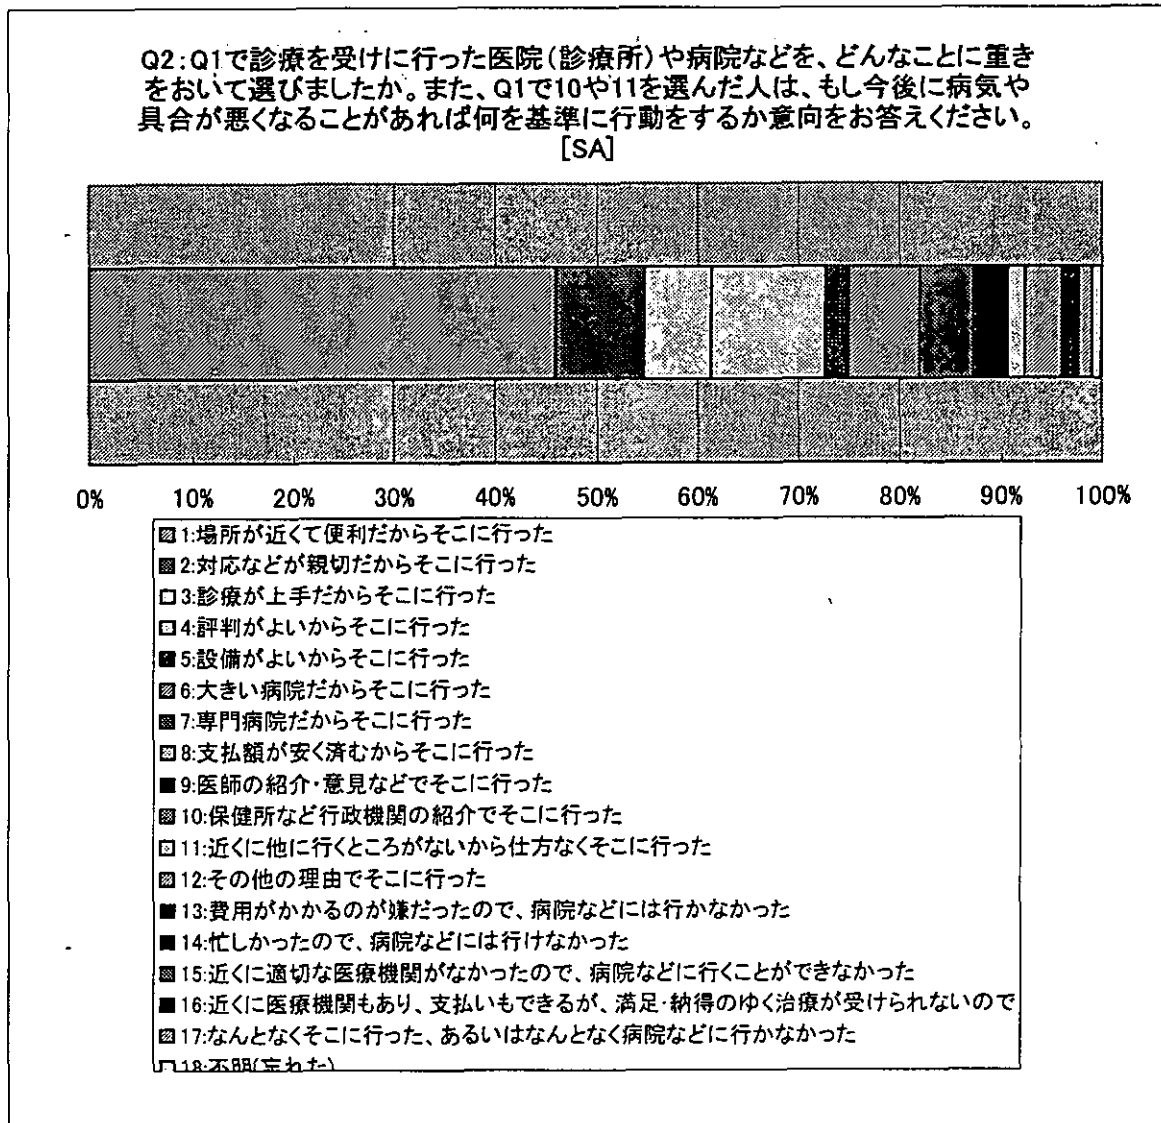 Q2:Q1で診療を受けに行った医院(診療所)や病院などを、どんなことに重き
をおいて選びましたか。また、Q1で10や11を選んだ人は、もし今後に病気や
具合が悪くなることがあれば何を基準に行動をするか意向をお答えください。
[SA]
0% 10% 20% 30% 40% 50% 60% 70% 80% 90% 100%
1:場所が近くて便利だからそこに行った
2:対応などが親切だからそこに行った
3:診療が上手だからそこに行った
4:評判がよいからそこに行った
5:設備がよいからそこに行った
6:大きい病院だからそこに行った
7:専門病院だからそこに行った
8:支払額が安く済むからそこに行った
9:医師の紹介・意見などでそこに行った
10:保健所など行政機関の紹介でそこに行った
11:近くに他に行くところがないから仕方なくそこに行った
12:その他の理由でそこに行った
13:費用がかかるのが嫌だったので、病院などには行かなかった
14:忙しかったので、病院などには行けなかった
15:近くに適切な医療機関がなかったので、病院などに行くことができなかった
16:近くに医療機関もあり、支払いもできるが、満足・納得のゆく治療が受けられないので
17:なんとなくそこに行った、あるいはなんとなく病院などに行かなかった
18:不明(忘れた)